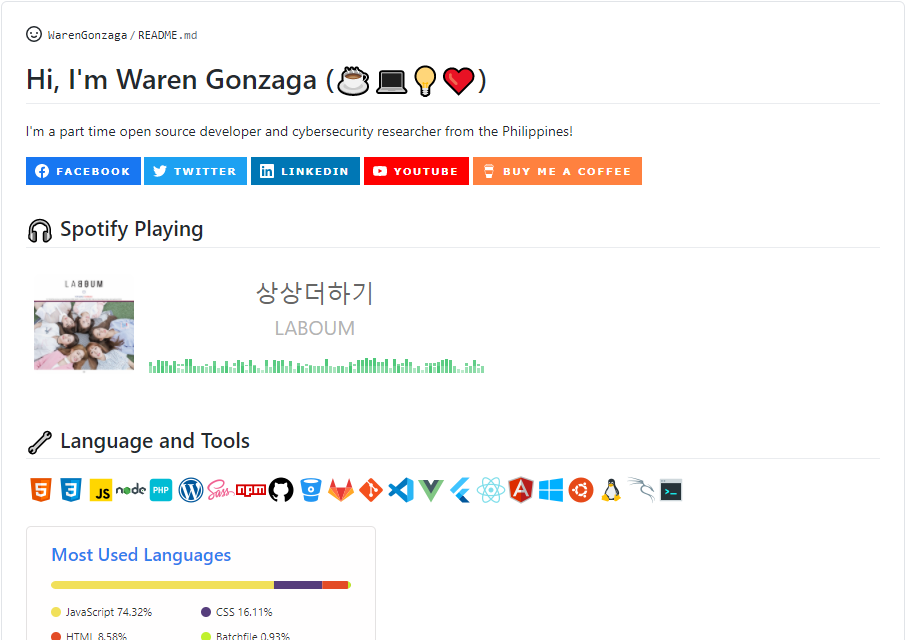 WarenGonzaga / README.md
Hi, I'm Waren Gonzaga (☕💻💡❤️)
I'm a part time open source developer and cybersecurity researcher from the Philippines!
FACEBOOK TWITTER LINKEDIN YOUTUBE BUY ME A COFFEE
Spotify Playing
LABOUM
상상더하기
LABOUM
Language and Tools
5 3 JS node PHP W Sass npm A >_
Most Used Languages
JavaScript 74.32% CSS 16.11%
HTML 8.58% Batchfile 0.93%